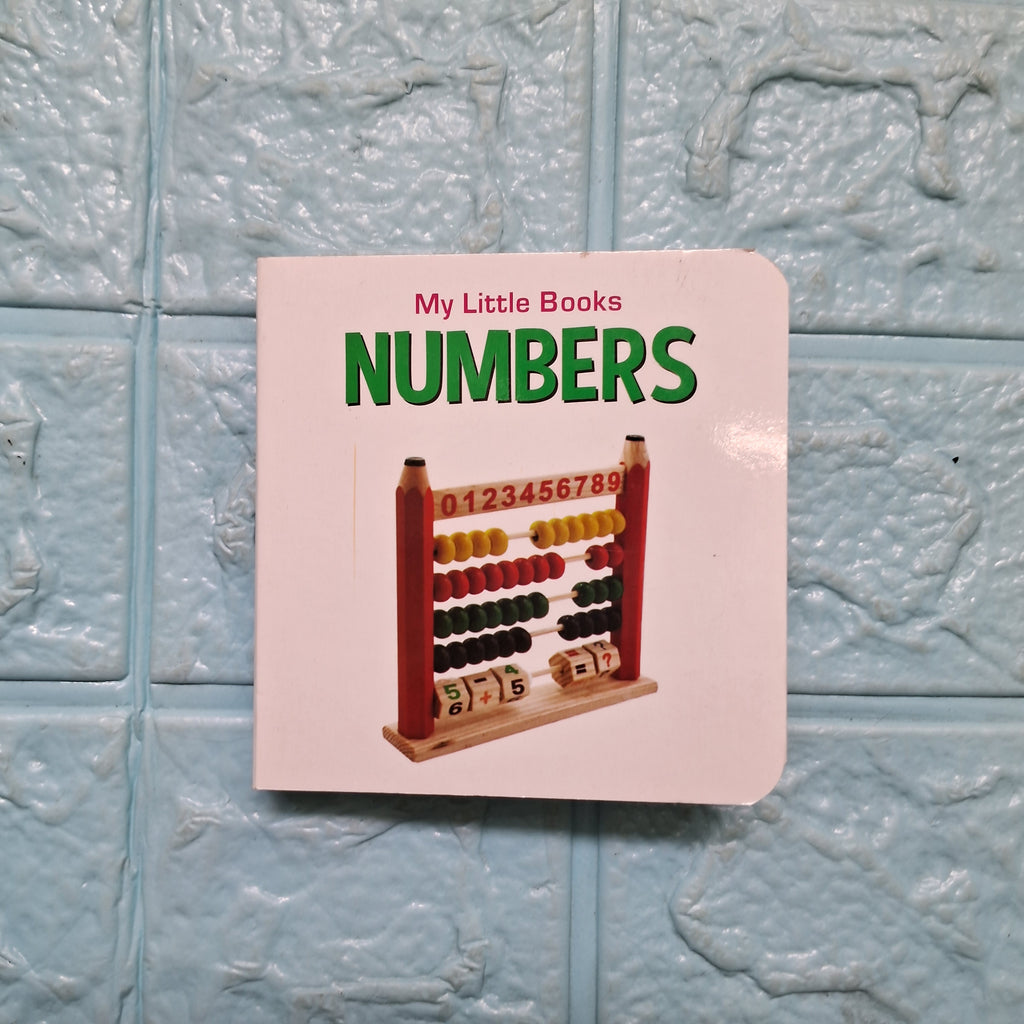 My Little Books
NUMBERS
0123456789
5 - 4
6 + 5
= ?